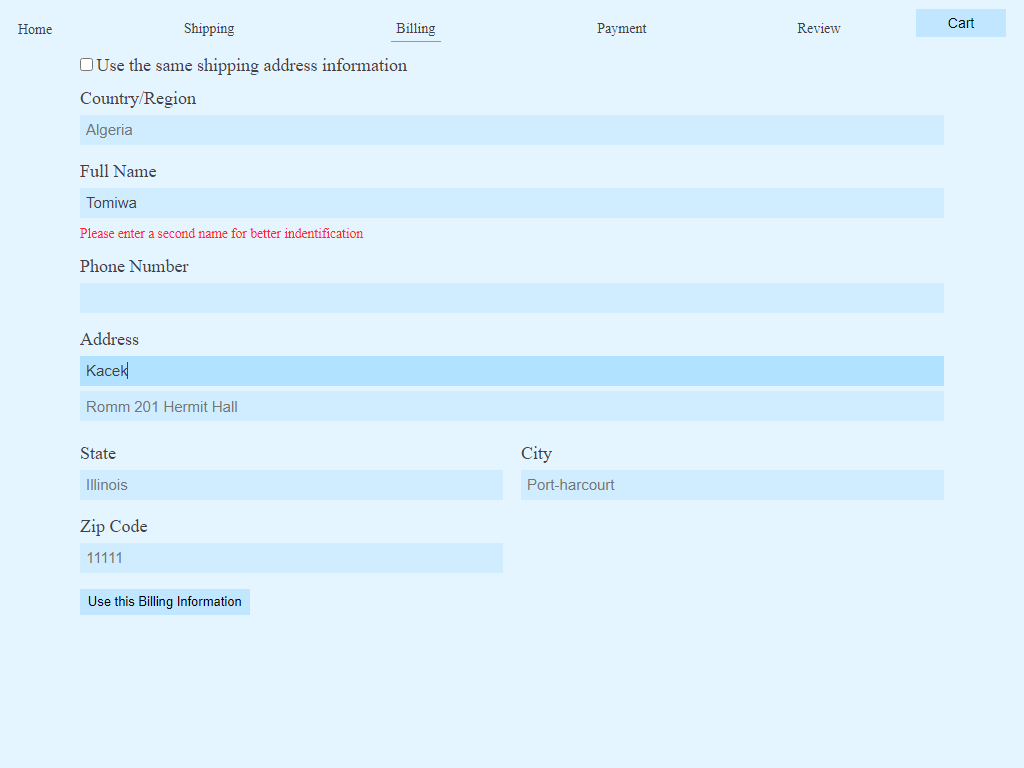 Home
Shipping
Billing
Payment
Review
Cart
Use the same shipping address information
Country/Region
Algeria
Full Name
Tomiwa
Please enter a second name for better indentification
Phone Number
Address
Kacek
Romm 201 Hermit Hall
State
City
Illinois
Port-harcourt
Zip Code
11111
Use this Billing Information